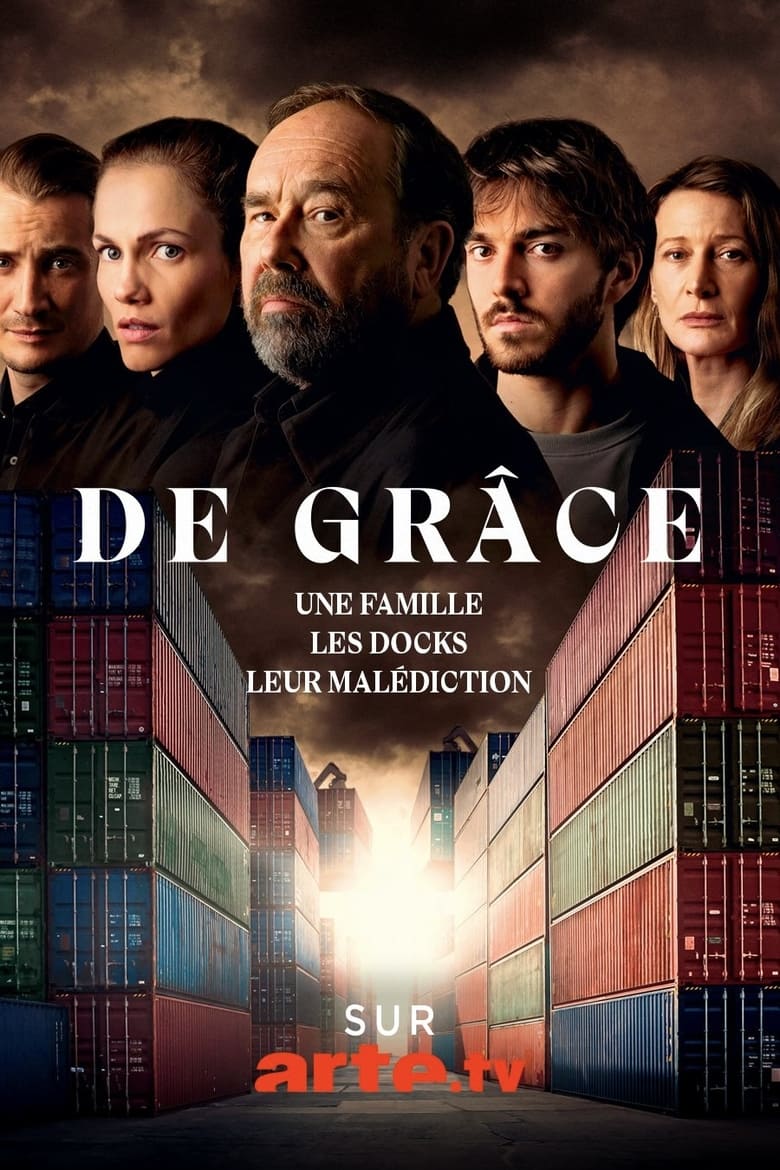 DE GRÂCE
UNE FAMILLE
LES DOCKS
LEUR MALÉDICTION
SUR
arte.tv